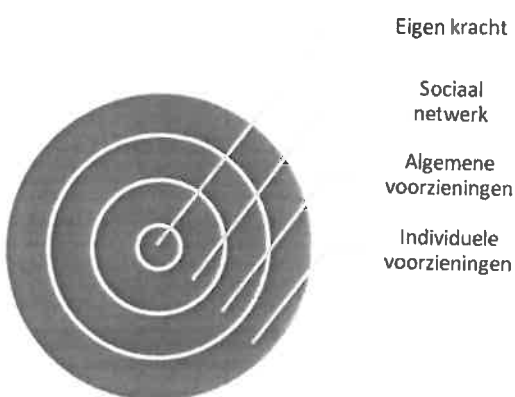 Eigen kracht
Sociaal
netwerk
Algemene
voorzieningen
Individuele
voorzieningen